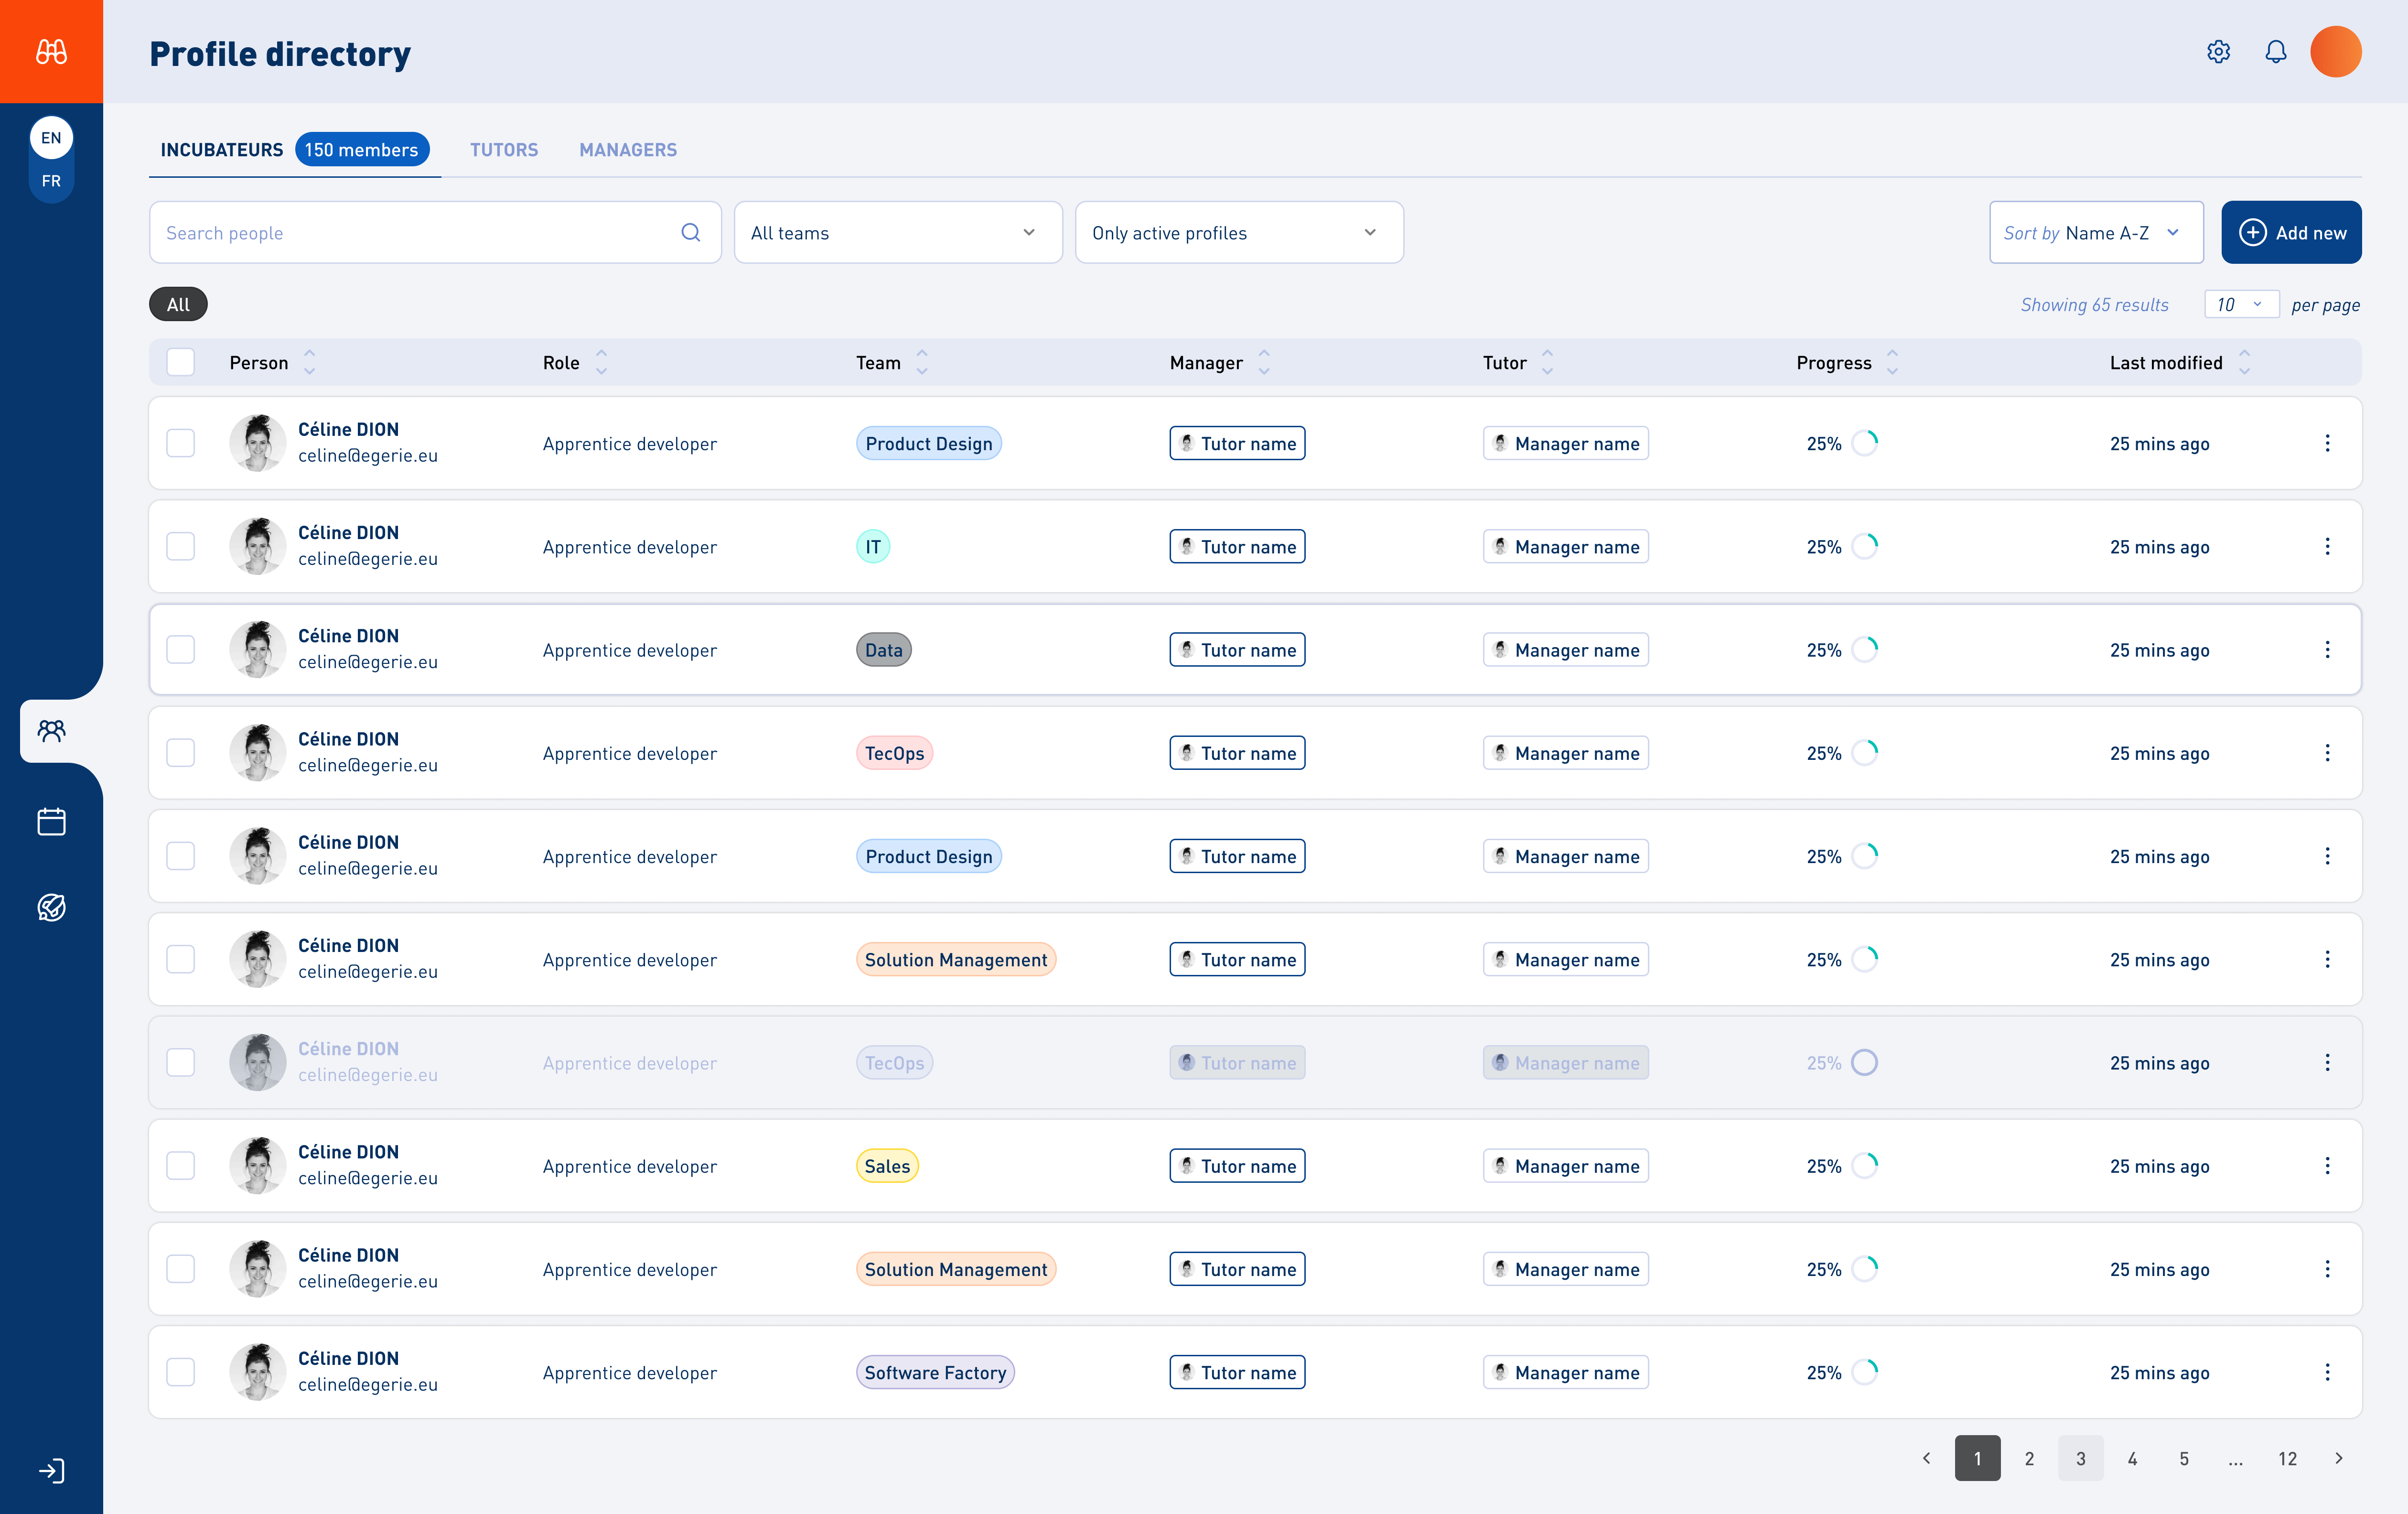 Profile directory
EN
FR
INCUBATEURS 150 members TUTORS MANAGERS
Search people All teams Only active profiles Sort by Name A-Z Add new
All Showing 65 results 10 per page
Person Role Team Manager Tutor Progress Last modified
Céline DION
celine@egerie.eu
Apprentice developer Product Design Tutor name Manager name 25% 25 mins ago
Céline DION
celine@egerie.eu
Apprentice developer IT Tutor name Manager name 25% 25 mins ago
Céline DION
celine@egerie.eu
Apprentice developer Data Tutor name Manager name 25% 25 mins ago
Céline DION
celine@egerie.eu
Apprentice developer TecOps Tutor name Manager name 25% 25 mins ago
Céline DION
celine@egerie.eu
Apprentice developer Product Design Tutor name Manager name 25% 25 mins ago
Céline DION
celine@egerie.eu
Apprentice developer Solution Management Tutor name Manager name 25% 25 mins ago
Céline DION
celine@egerie.eu
Apprentice developer TecOps Tutor name Manager name 25% 25 mins ago
Céline DION
celine@egerie.eu
Apprentice developer Sales Tutor name Manager name 25% 25 mins ago
Céline DION
celine@egerie.eu
Apprentice developer Solution Management Tutor name Manager name 25% 25 mins ago
Céline DION
celine@egerie.eu
Apprentice developer Software Factory Tutor name Manager name 25% 25 mins ago
1 2 3 4 5 ... 12